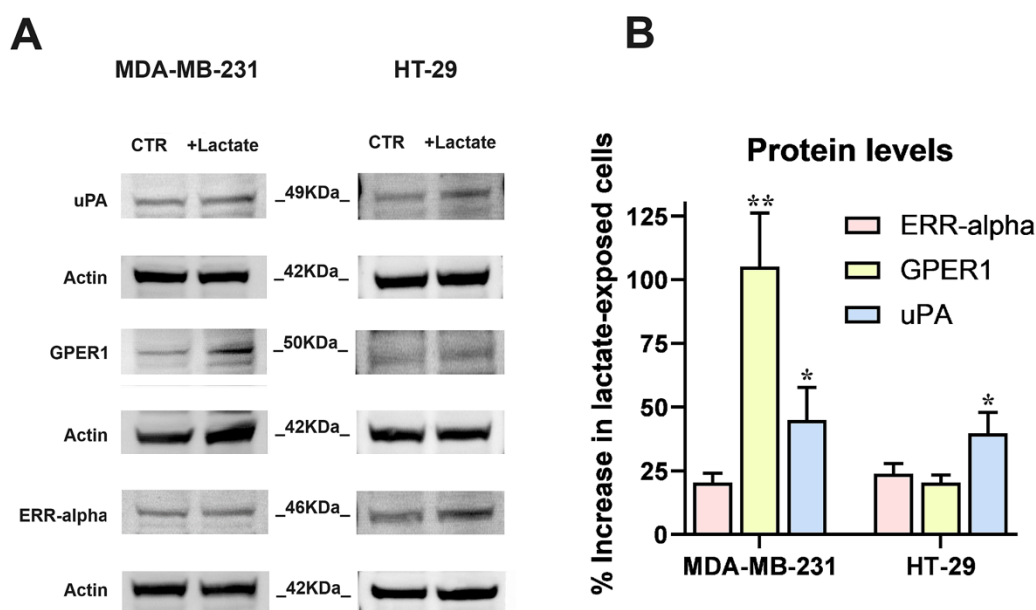 A
MDA-MB-231 HT-29
CTR +Lactate CTR +Lactate
uPA _49KDa_
Actin _42KDa_
GPER1 _50KDa_
Actin _42KDa_
ERR-alpha _46KDa_
Actin _42KDa_
B
Protein levels
% Increase in lactate-exposed cells
125
100
75
50
25
0
**
*
*
ERR-alpha
GPER1
uPA
MDA-MB-231 HT-29